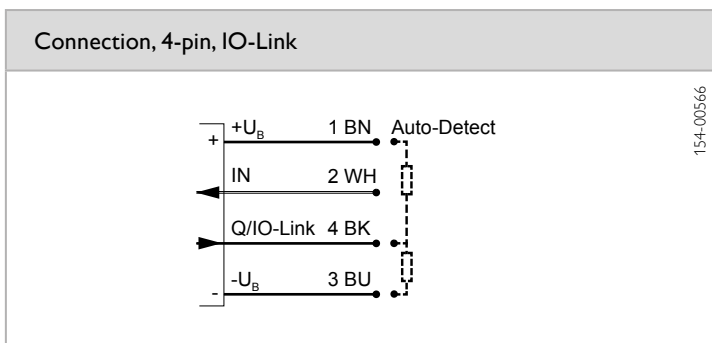 Connection, 4-pin, IO-Link
154-00566
+ +U_B 1 BN Auto-Detect
IN 2 WH
Q/IO-Link 4 BK
- -U_B 3 BU